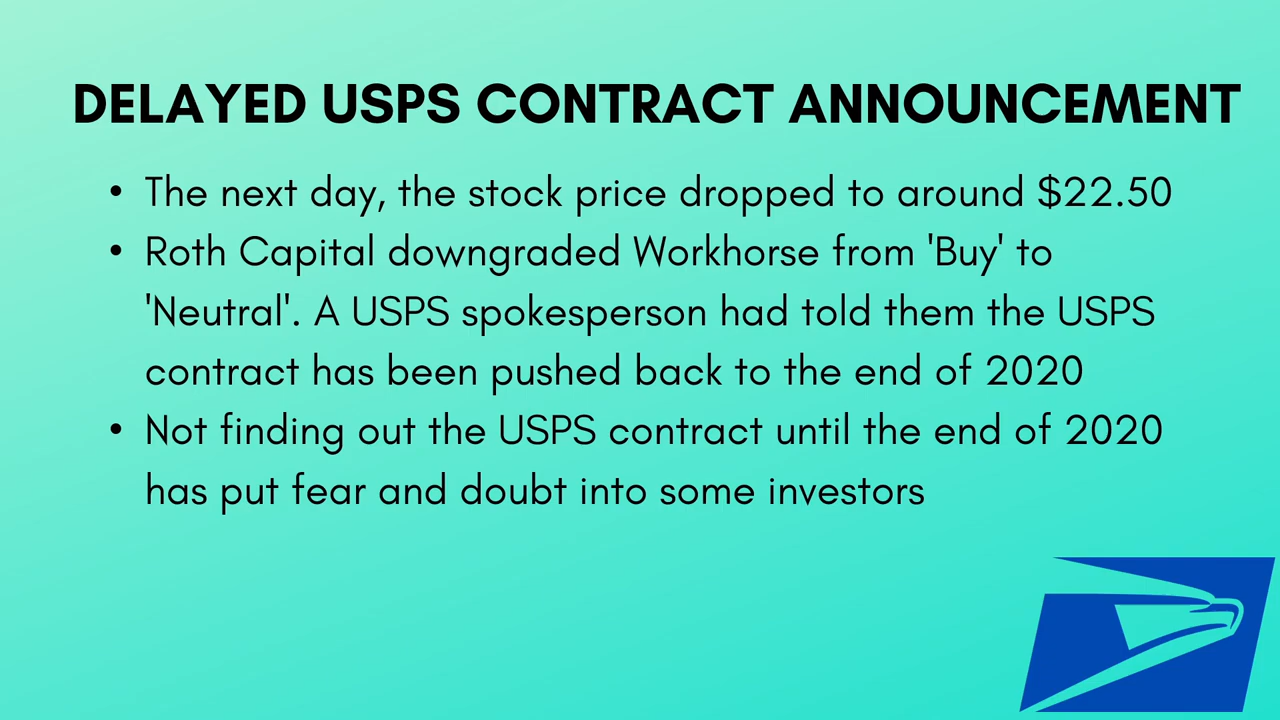 DELAYED USPS CONTRACT ANNOUNCEMENT
• The next day, the stock price dropped to around $22.50
• Roth Capital downgraded Workhorse from 'Buy' to
'Neutral'. A USPS spokesperson had told them the USPS
contract has been pushed back to the end of 2020
• Not finding out the USPS contract until the end of 2020
has put fear and doubt into some investors